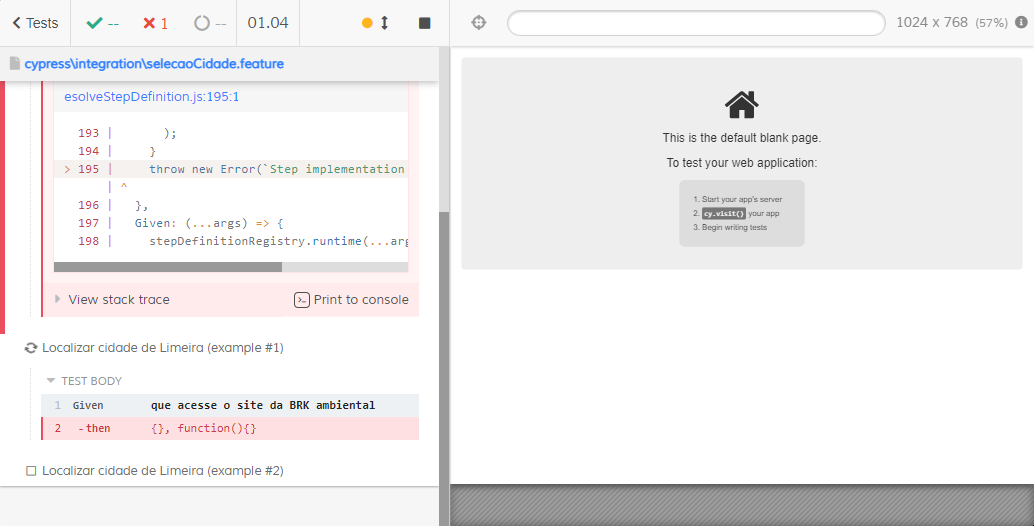 Tests
--
1
--
01.04
1024 x 768 (57%)
cypress\integration\selecaoCidade.feature
esolveStepDefinition.js:195:1
193 | );
194 | }
> 195 | throw new Error(`Step implementation
| ^
196 | },
197 | Given: (...args) => {
198 | stepDefinitionRegistry.runtime(...arg
View stack trace
Print to console
Localizar cidade de Limeira (example #1)
TEST BODY
1 Given que acesse o site da BRK ambiental
2 -then {}, function(){}
Localizar cidade de Limeira (example #2)
This is the default blank page.
To test your web application:
1. Start your app's server
2. cy.visit() your app
3. Begin writing tests